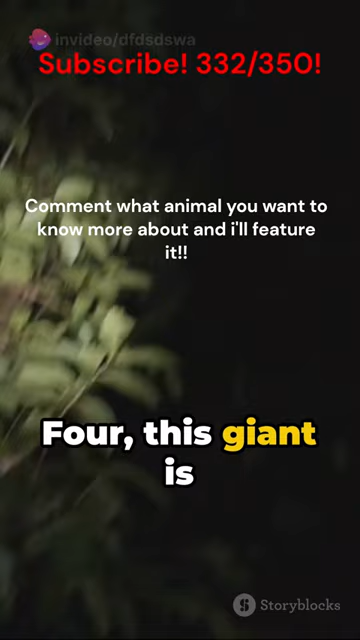 invideo/dfdsdswa
Subscribe! 332/350!
Comment what animal you want to
know more about and i'll feature
it!!
Four, this giant
is
Storyblocks